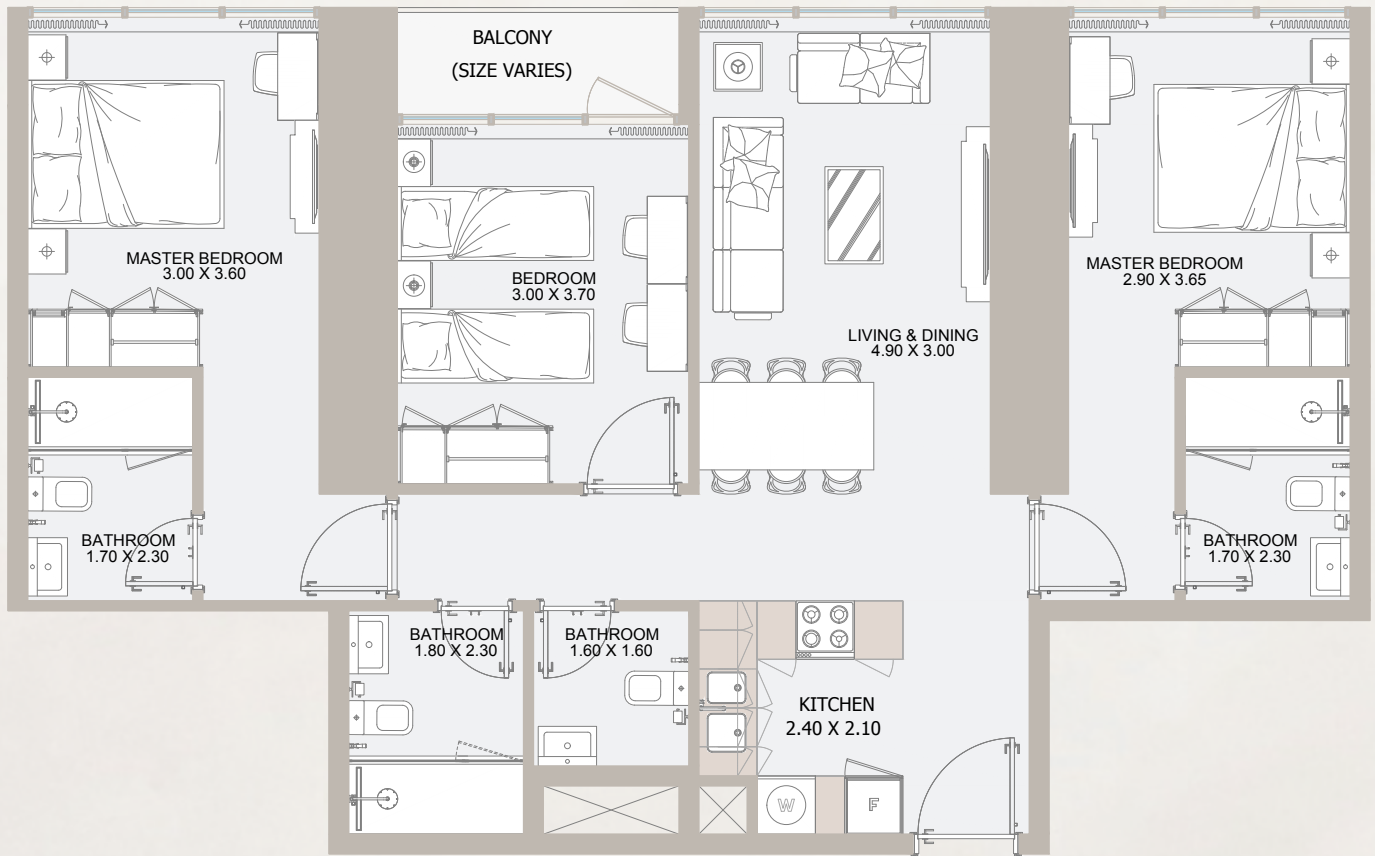 BALCONY
(SIZE VARIES)
MASTER BEDROOM
3.00 X 3.60
BEDROOM
3.00 X 3.70
MASTER BEDROOM
2.90 X 3.65
LIVING & DINING
4.90 X 3.00
BATHROOM
1.70 X 2.30
BATHROOM
1.70 X 2.30
BATHROOM
1.80 X 2.30
BATHROOM
1.60 X 1.60
KITCHEN
2.40 X 2.10
W
F